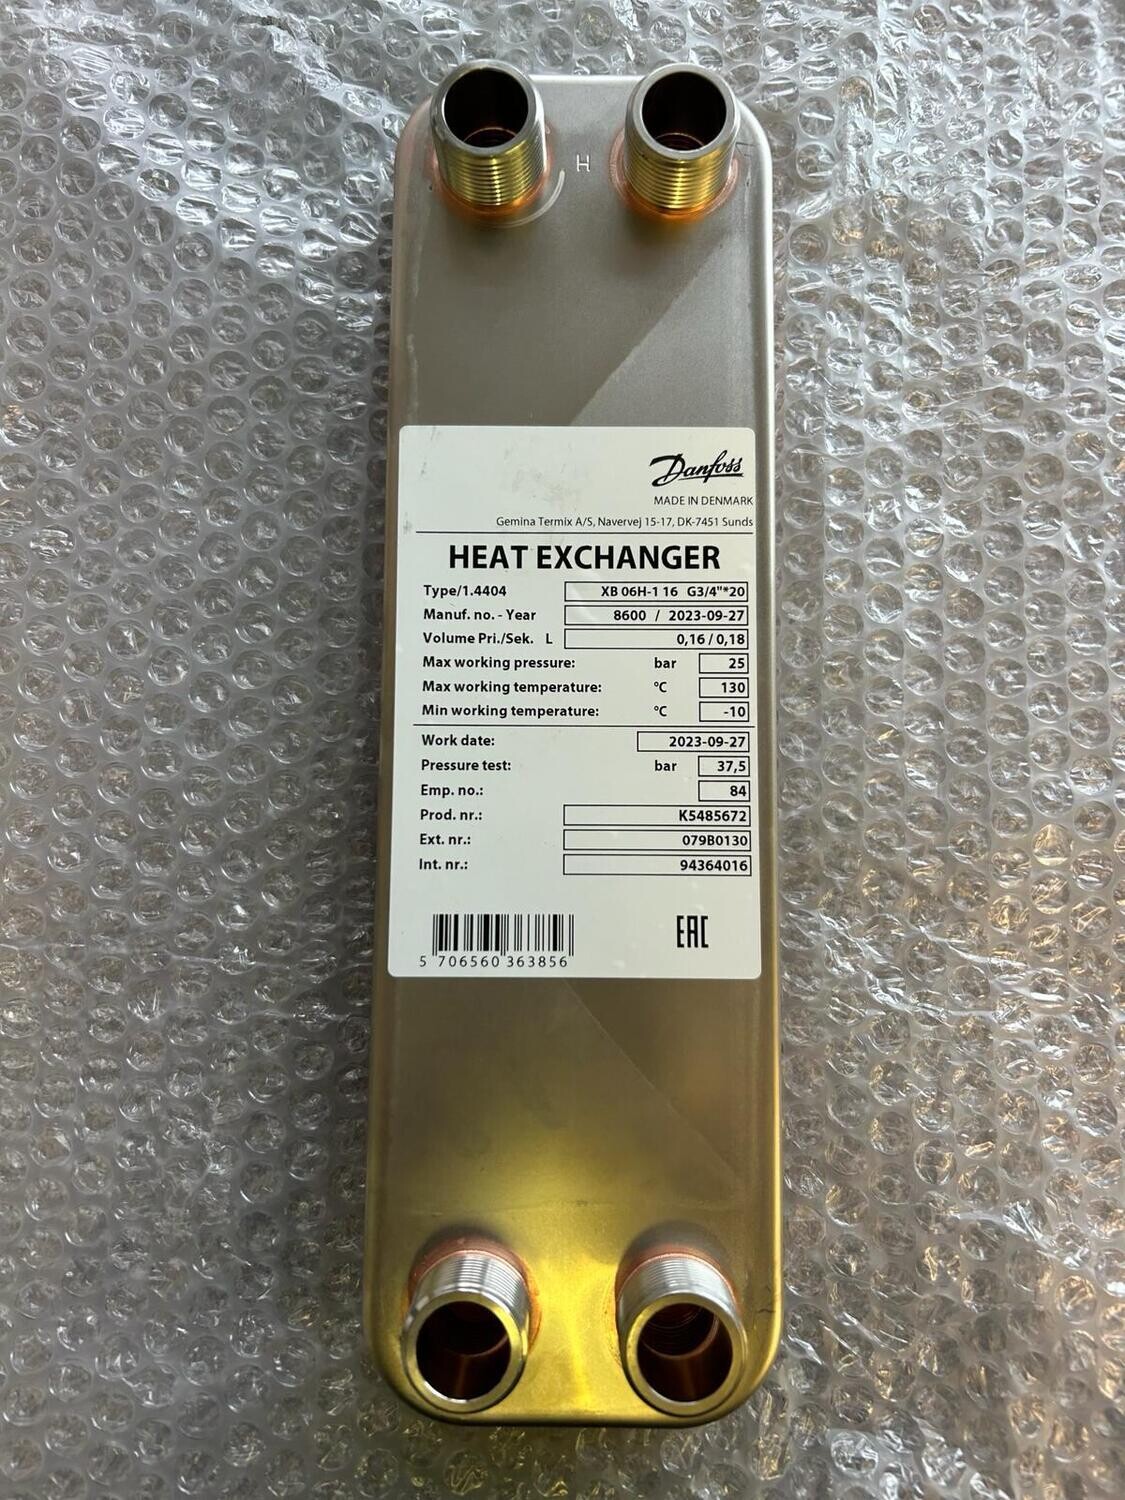 H
Danfoss
MADE IN DENMARK
Gemina Termix A/S, Navervej 15-17, DK-7451 Sunds
HEAT EXCHANGER
Type/1.4404 XB 06H-1 16 G3/4"*20
Manuf. no. - Year 8600 / 2023-09-27
Volume Pri./Sek. L 0,16 / 0,18
Max working pressure: bar 25
Max working temperature: °C 130
Min working temperature: °C -10
Work date: 2023-09-27
Pressure test: bar 37,5
Emp. no.: 84
Prod. nr.: K5485672
Ext. nr.: 079B0130
Int. nr.: 94364016
EAC
5 706560 363856